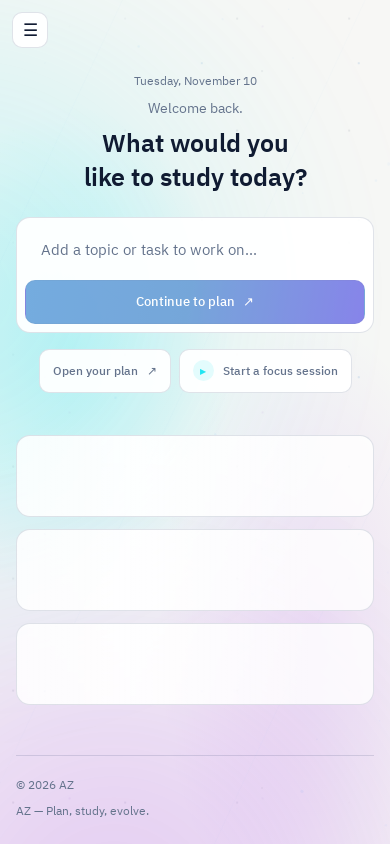 ☰
Tuesday, November 10
Welcome back.
What would you
like to study today?
Add a topic or task to work on...
Continue to plan ↗
Open your plan ↗
Start a focus session
© 2026 AZ
AZ — Plan, study, evolve.